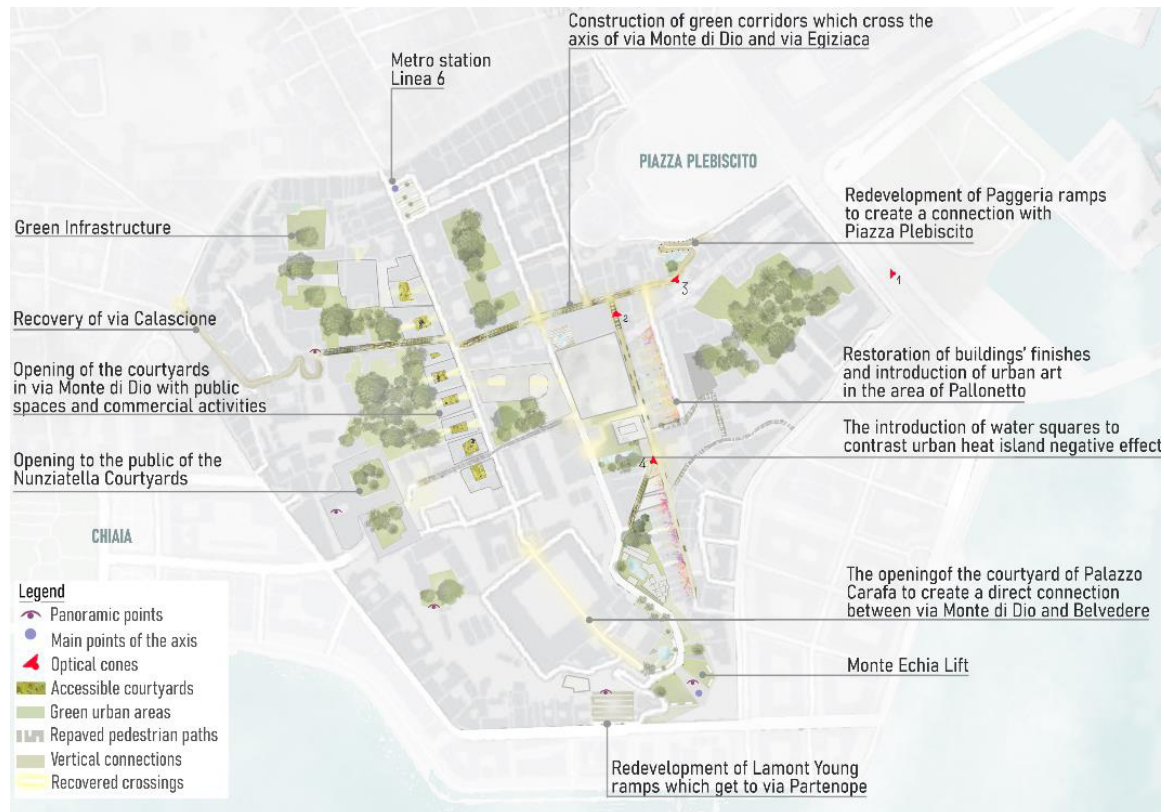 Construction of green corridors which cross the
axis of via Monte di Dio and via Egiziaca
Metro station
Linea 6
PIAZZA PLEBISCITO
Redevelopment of Paggeria ramps
to create a connection with
Piazza Plebiscito
Green Infrastructure
1
3
2
Recovery of via Calascione
Restoration of buildings' finishes
and introduction of urban art
in the area of Pallonetto
Opening of the courtyards
in via Monte di Dio with public
spaces and commercial activities
The introduction of water squares to
contrast urban heat island negative effect
4
Opening to the public of the
Nunziatella Courtyards
CHIAIA
The openingof the courtyard of Palazzo
Carafa to create a direct connection
between via Monte di Dio and Belvedere
Monte Echia Lift
Legend
Panoramic points
Main points of the axis
Optical cones
Accessible courtyards
Green urban areas
Repaved pedestrian paths
Vertical connections
Recovered crossings
Redevelopment of Lamont Young
ramps which get to via Partenope